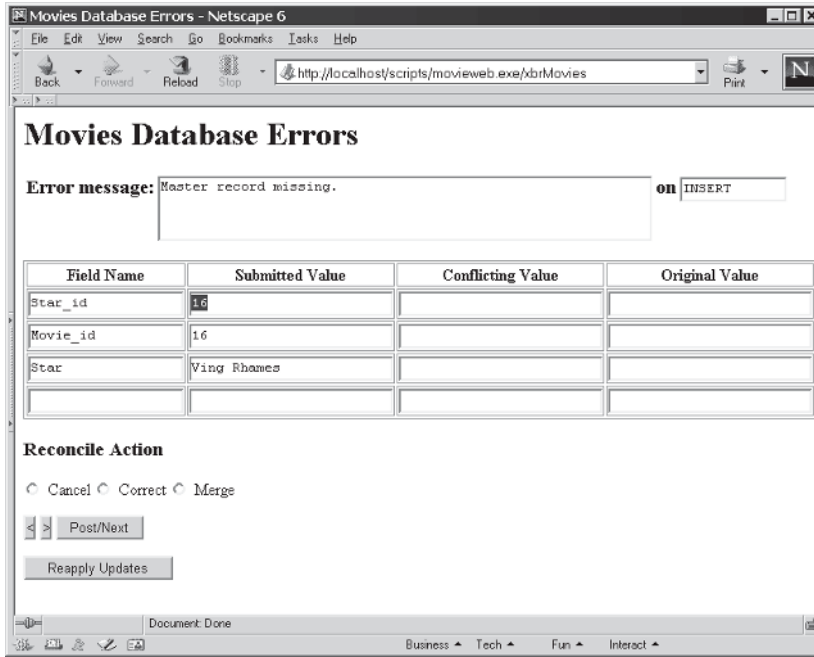 Movies Database Errors - Netscape 6
File Edit View Search Go Bookmarks Tasks Help
Back Forward Reload Stop http://localhost/scripts/movieweb.exe/xbrMovies Print N
Movies Database Errors
Error message: Master record missing. on INSERT
Field Name Submitted Value Conflicting Value Original Value
Star_id 16
Movie_id 16
Star Ving Rhames
Reconcile Action
Cancel Correct Merge
< > Post/Next
Reapply Updates
Document: Done
Business Tech Fun Interact